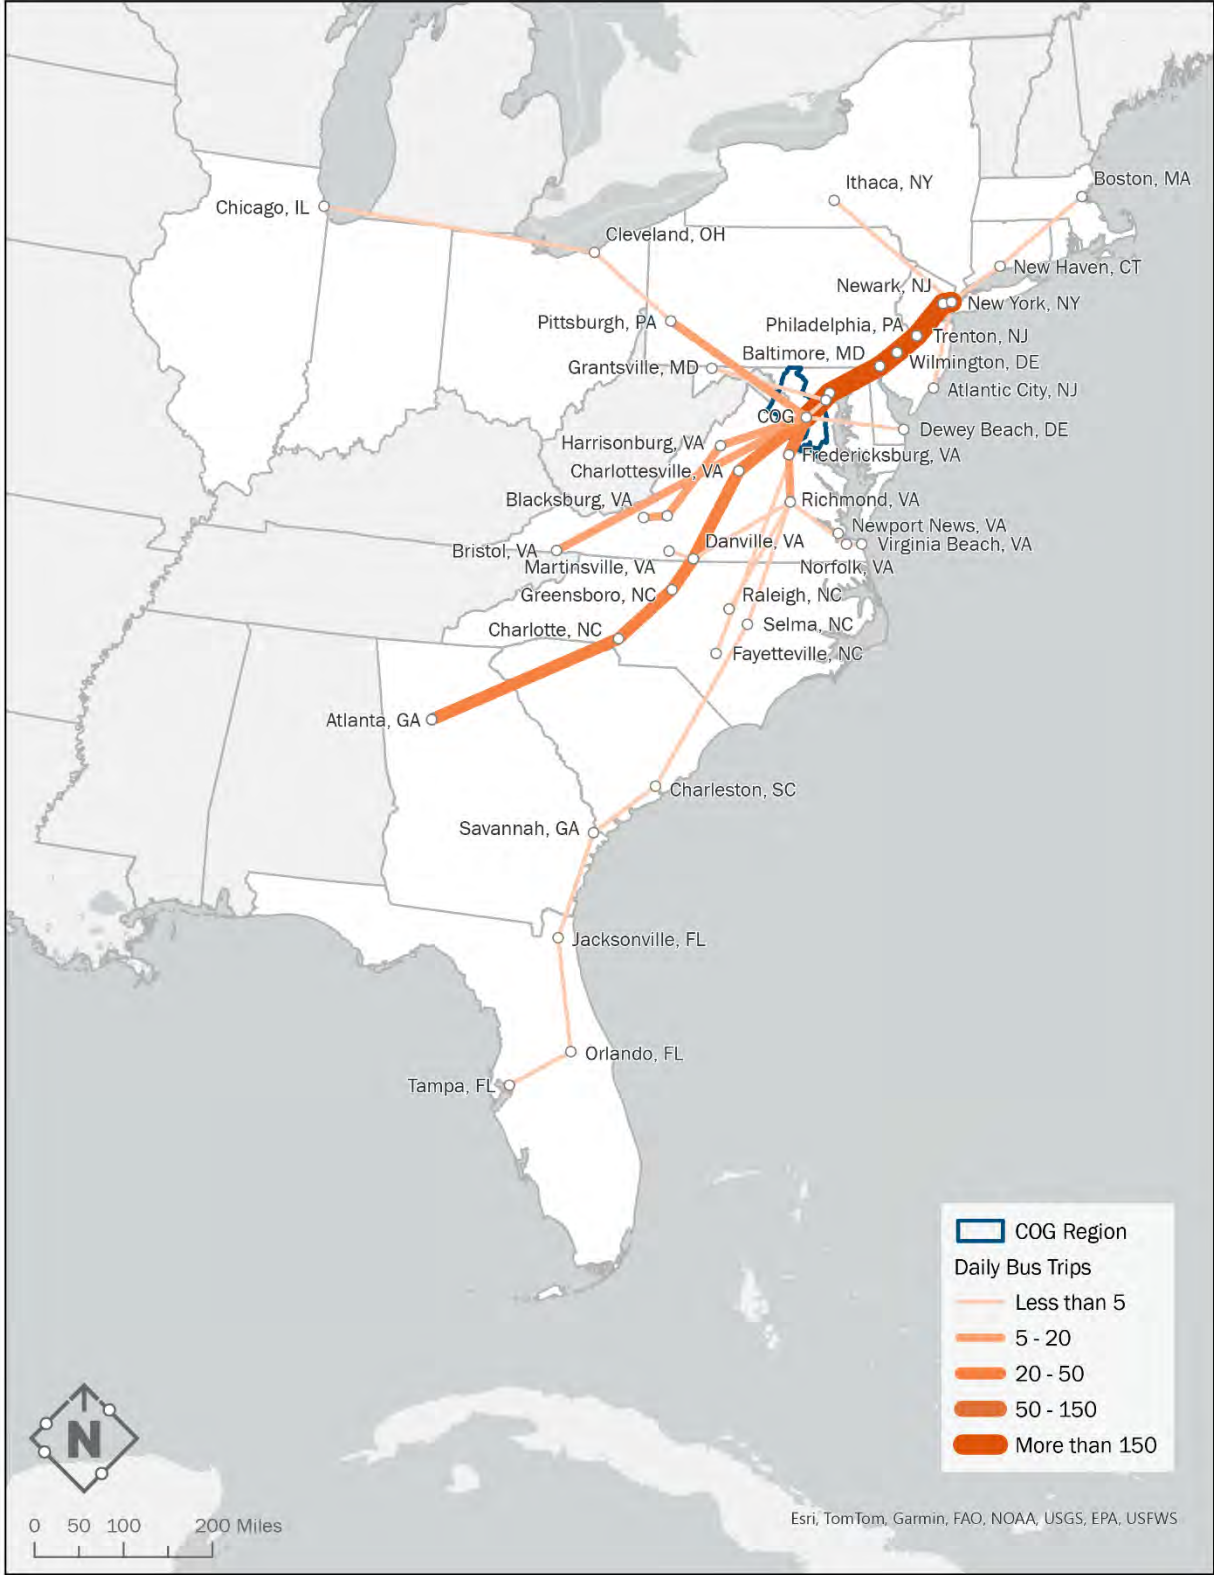 Ithaca, NY
Boston, MA
Chicago, IL
Cleveland, OH
New Haven, CT
Newark, NJ
New York, NY
Pittsburgh, PA
Philadelphia, PA
Trenton, NJ
Baltimore, MD
Wilmington, DE
Grantsville, MD
Atlantic City, NJ
COG
Dewey Beach, DE
Harrisonburg, VA
Fredericksburg, VA
Charlottesville, VA
Blacksburg, VA
Richmond, VA
Newport News, VA
Bristol, VA
Danville, VA
Virginia Beach, VA
Martinsville, VA
Norfolk, VA
Greensboro, NC
Raleigh, NC
Charlotte, NC
Selma, NC
Fayetteville, NC
Atlanta, GA
Charleston, SC
Savannah, GA
Jacksonville, FL
Orlando, FL
Tampa, FL
COG Region
Daily Bus Trips
Less than 5
5 - 20
20 - 50
50 - 150
More than 150
N
0 50 100 200 Miles
Esri, TomTom, Garmin, FAO, NOAA, USGS, EPA, USFWS